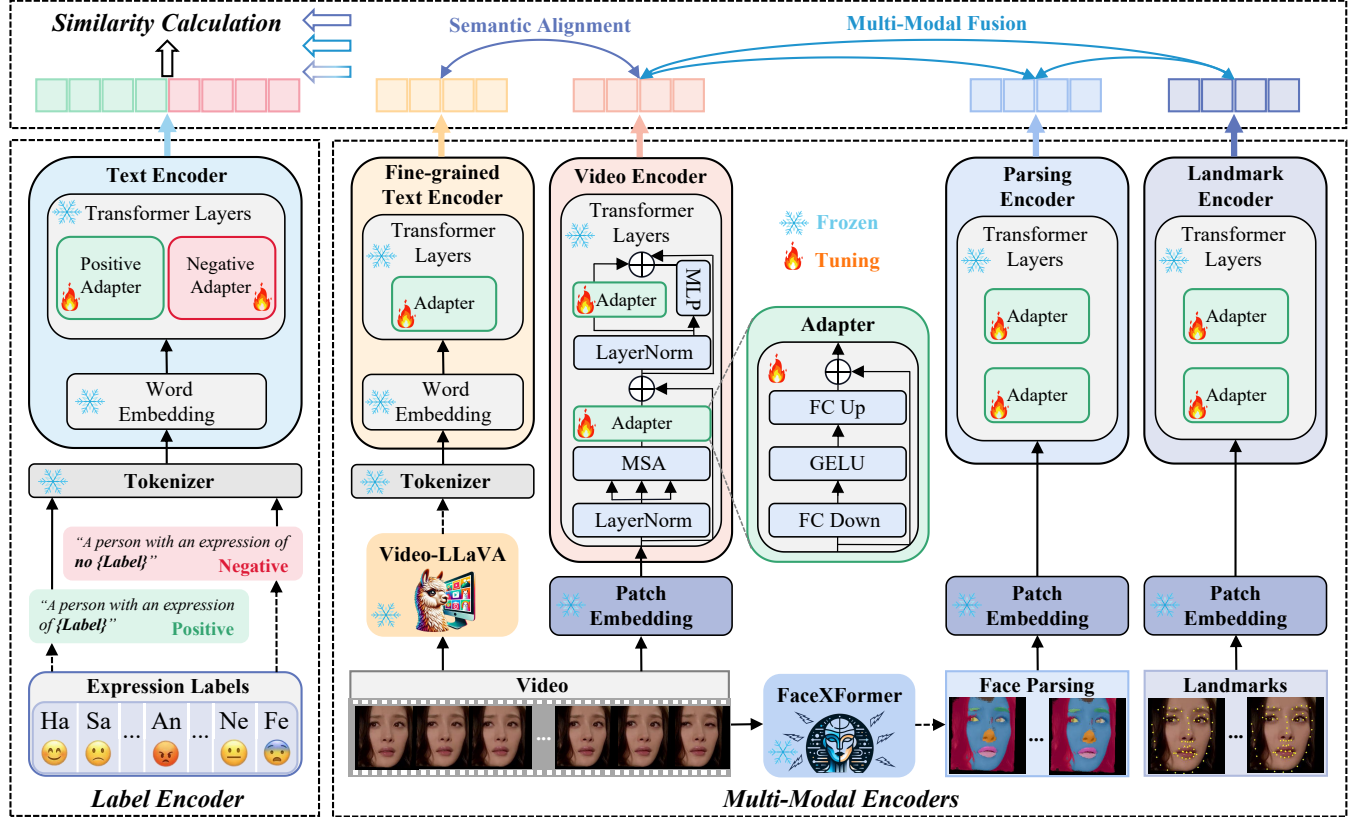 Similarity Calculation
Semantic Alignment
Multi-Modal Fusion
Text Encoder
Transformer Layers
Positive
Adapter
Negative
Adapter
Word
Embedding
Tokenizer
“A person with an expression of
no {Label}”
Negative
“A person with an expression
of {Label}”
Positive
Expression Labels
Ha
Sa
...
An
...
Ne
Fe
Label Encoder
Fine-grained
Text Encoder
Transformer
Layers
Adapter
Word
Embedding
Tokenizer
Video-LLaVA
Video Encoder
Transformer
Layers
Adapter
MLP
LayerNorm
Adapter
MSA
LayerNorm
Patch
Embedding
Frozen
Tuning
Adapter
FC Up
GELU
FC Down
Video
...
FaceXFormer
Parsing
Encoder
Transformer
Layers
Adapter
Adapter
Patch
Embedding
Face Parsing
...
Landmark
Encoder
Transformer
Layers
Adapter
Adapter
Patch
Embedding
Landmarks
...
Multi-Modal Encoders